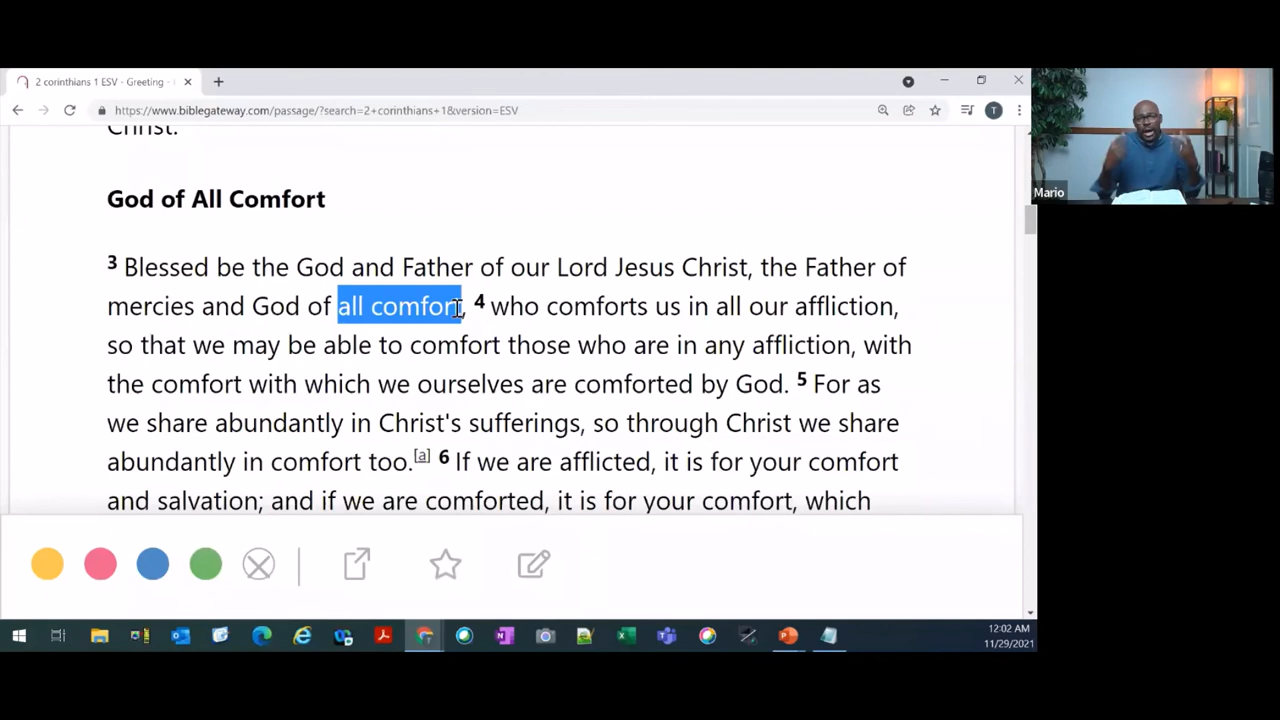 2 corinthians 1 ESV - Greeting -
https://www.biblegateway.com/passage/?search=2+corinthians+1&version=ESV
T
Christ.
Mario
God of All Comfort
3 Blessed be the God and Father of our Lord Jesus Christ, the Father of
mercies and God of all comfort, 4 who comforts us in all our affliction,
so that we may be able to comfort those who are in any affliction, with
the comfort with which we ourselves are comforted by God. 5 For as
we share abundantly in Christ's sufferings, so through Christ we share
abundantly in comfort too.[a] 6 If we are afflicted, it is for your comfort
and salvation; and if we are comforted, it is for your comfort, which
12:02 AM
11/29/2021